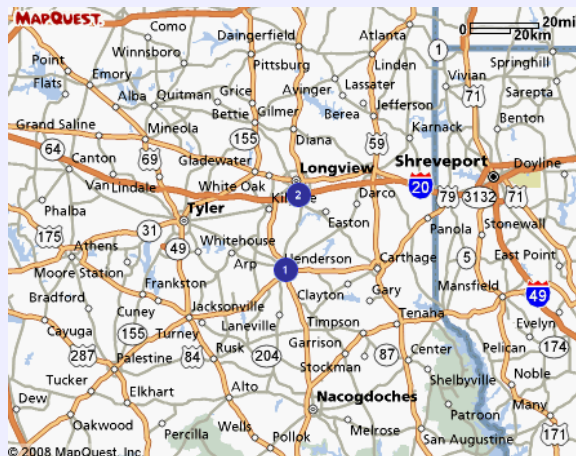 MAPQUEST.
20mi
20km
Como
Daingerfield
Atlanta
1
Winnsboro
Springhill
Point
Pittsburg
Linden
Emory
Vivian
Flats
Avinger
Lassater
71
Sarepta
Alba
Quitman
Grice
Gilmer
Berea
Jefferson
Bettie
Benton
Grand Saline
Mineola
155
Diana
59
Karnack
64
69
Gladewater
Shreveport
Doyline
Canton
Longview
Van
Lindale
White Oak
20
79
3132
71
2
Darco
Phalba
Tyler
Easton
Panola
Stonewall
175
31
Athens
49
Whitehouse
5
East Point
Moore Station
Arp
1
Henderson
Carthage
Bradford
Frankston
Clayton
Gary
Mansfield
49
Cuney
Jacksonville
Cayuga
155
Turney
Laneville
Timpson
Tenaha
Evelyn
287
Palestine
84
Rusk
204
Garrison
87
Center
Pelican
174
Stockman
Tucker
Elkhart
Alto
Shelbyville
Noble
Dew
Nacogdoches
Many
Oakwood
Patroon
Percilla
Wells
Melrose
171
Pollok
San Augustine
© 2008 MapQuest, Inc.